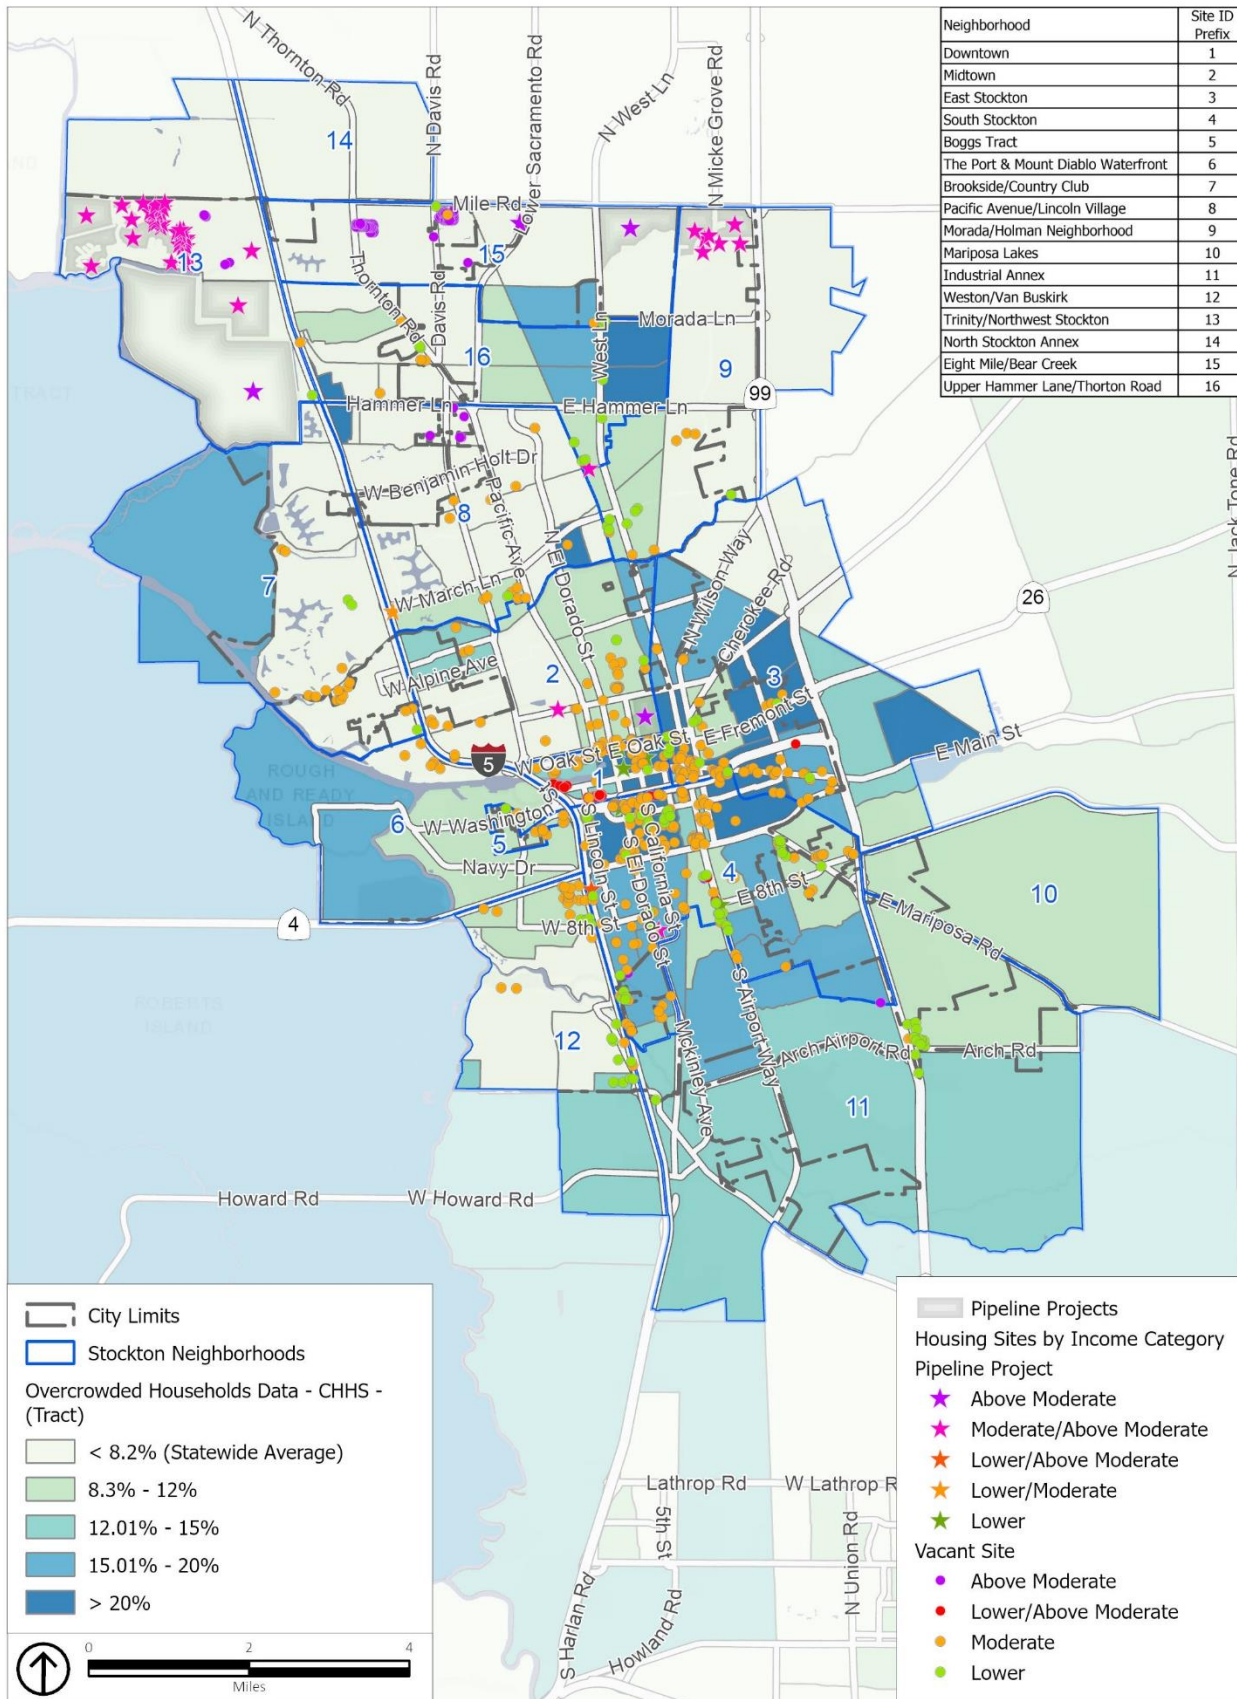 Neighborhood Site ID Prefix
Downtown 1
Midtown 2
East Stockton 3
South Stockton 4
Boggs Tract 5
The Port & Mount Diablo Waterfront 6
Brookside/Country Club 7
Pacific Avenue/Lincoln Village 8
Morada/Holman Neighborhood 9
Mariposa Lakes 10
Industrial Annex 11
Weston/Van Buskirk 12
Trinity/Northwest Stockton 13
North Stockton Annex 14
Eight Mile/Bear Creek 15
Upper Hammer Lane/Thorton Road 16
N Thornton Rd
N Davis Rd
Lower Sacramento Rd
N West Ln
N Micke Grove Rd
14
Mile Rd
13
15
Thornton Rd
Davis Rd
16
West Ln
Morada Ln
9
99
Hammer Ln
E Hammer Ln
TRACT
W Benjamin Holt Dr
8
Pacific Ave
N El Dorado St
N Wilson Way
Cherokee Rd
N Jack Tone Rd
7
W March Ln
26
W Alpine Ave
2
3
E Fremont St
E Main St
W Oak St
E Oak St
5
1
ROUGH
AND READY
ISLAND
6
W Washington St
5
Navy Dr
S Lincoln St
S California St
S El Dorado St
4
E 8th St
10
4
W 8th St
E Mariposa Rd
ROBERTS
ISLAND
12
S Airport Way
Mckinley Ave
Arch Airport Rd
Arch Rd
11
Howard Rd
W Howard Rd
Lathrop Rd
W Lathrop R
5th St
N Union Rd
S Harlan Rd
Howland Rd
City Limits
Stockton Neighborhoods
Overcrowded Households Data - CHHS -
(Tract)
< 8.2% (Statewide Average)
8.3% - 12%
12.01% - 15%
15.01% - 20%
> 20%
0 2 4
Miles
Pipeline Projects
Housing Sites by Income Category
Pipeline Project
Above Moderate
Moderate/Above Moderate
Lower/Above Moderate
Lower/Moderate
Lower
Vacant Site
Above Moderate
Lower/Above Moderate
Moderate
Lower